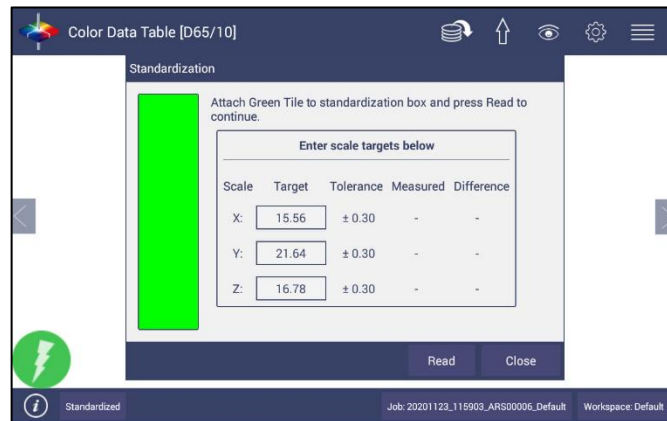 Color Data Table [D65/10]
Standardization
Attach Green Tile to standardization box and press Read to
continue.
Enter scale targets below
Scale Target Tolerance Measured Difference
X: 15.56 ± 0.30 - -
Y: 21.64 ± 0.30 - -
Z: 16.78 ± 0.30 - -
Read Close
i Standardized Job: 20201123_115903_ARS00006_Default Workspace: Default